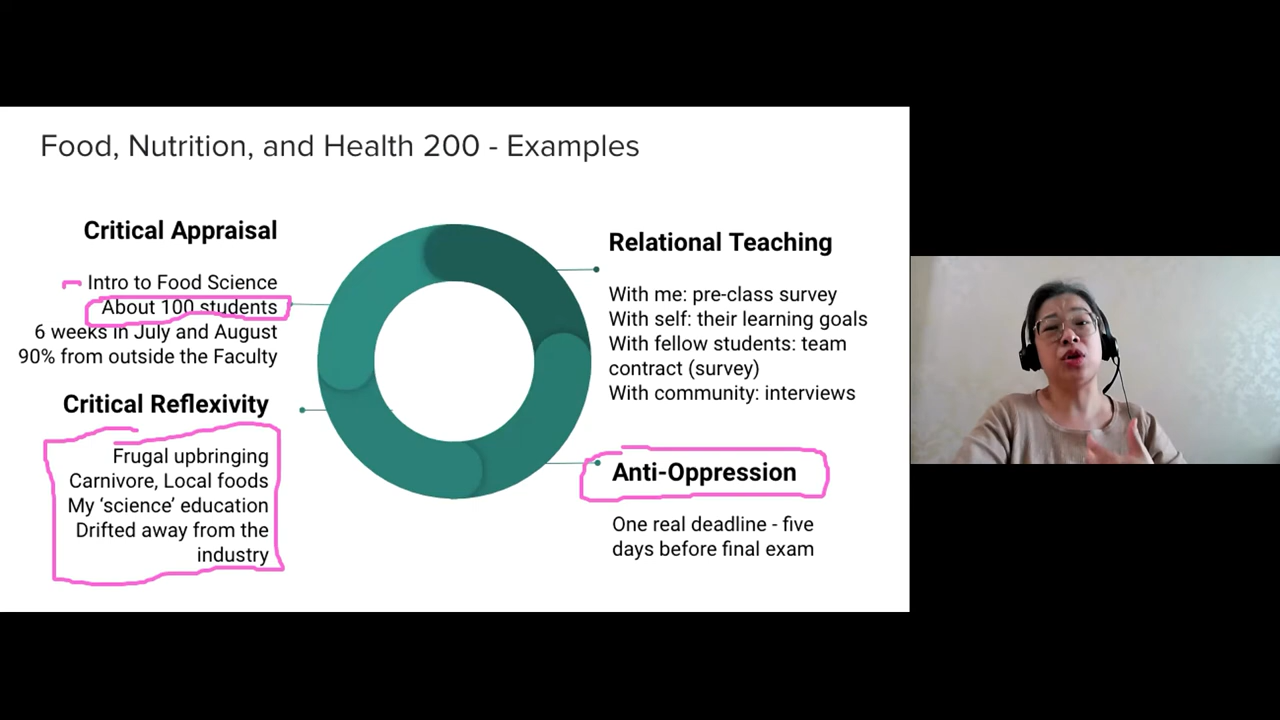 Food, Nutrition, and Health 200 - Examples
Critical Appraisal
Intro to Food Science
About 100 students
6 weeks in July and August
90% from outside the Faculty
Critical Reflexivity
Frugal upbringing
Carnivore, Local foods
My ‘science’ education
Drifted away from the
industry
Relational Teaching
With me: pre-class survey
With self: their learning goals
With fellow students: team
contract (survey)
With community: interviews
Anti-Oppression
One real deadline - five
days before final exam